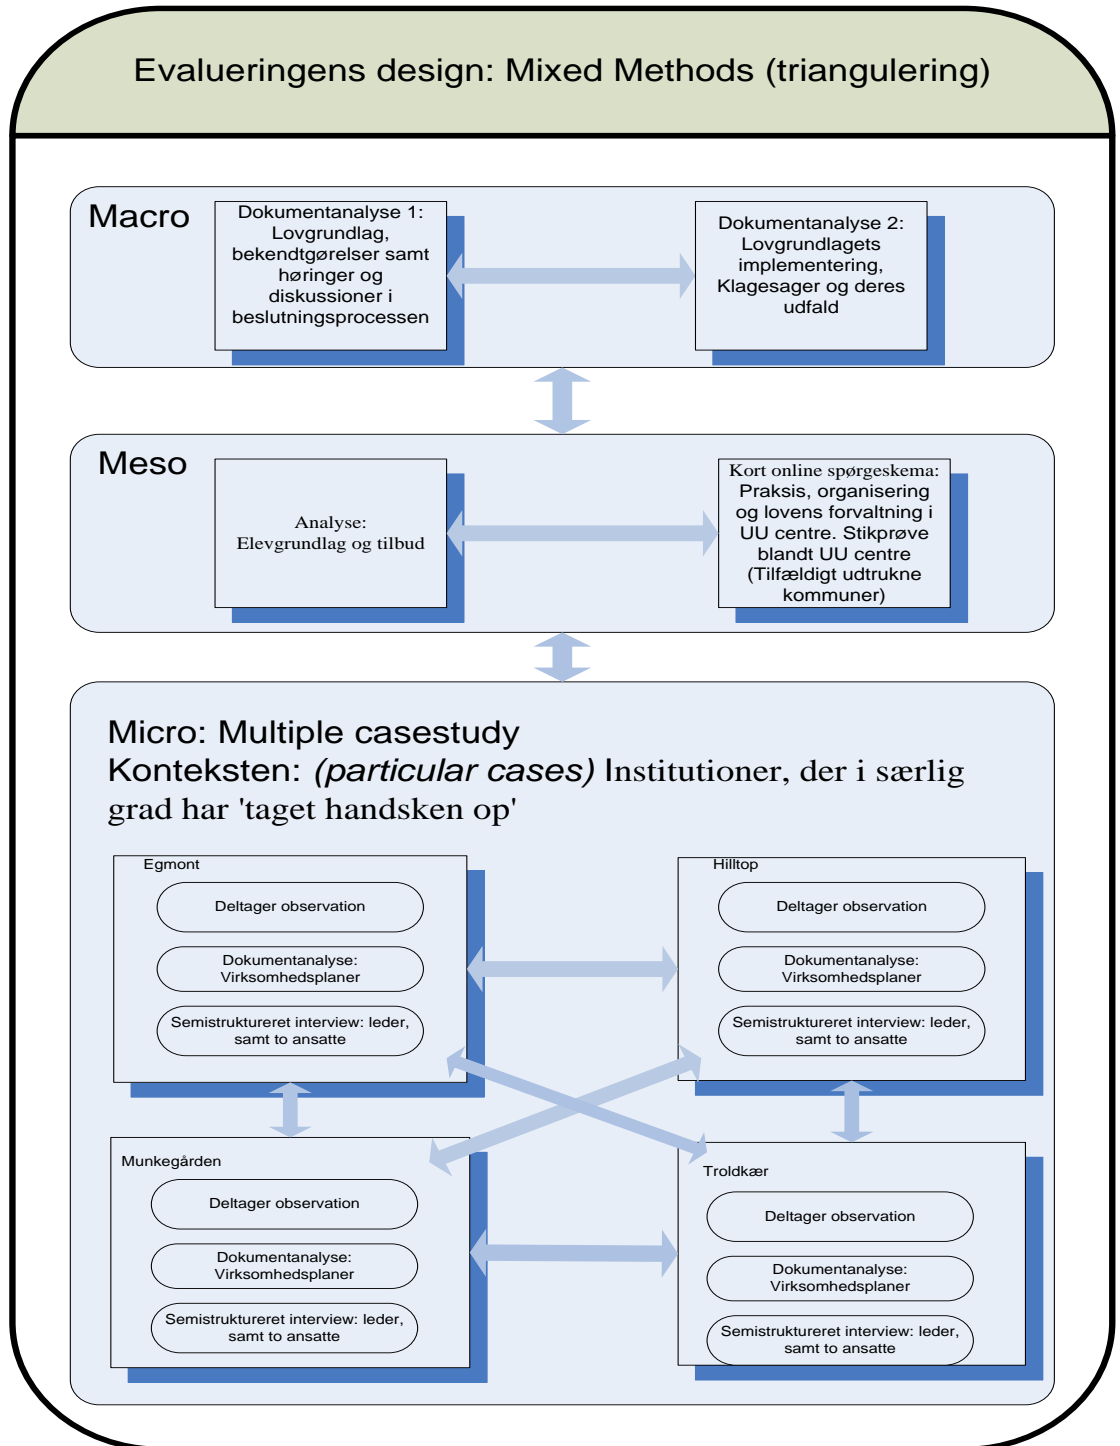 Evalueringens design: Mixed Methods (triangulering)
Macro
Dokumentanalyse 1:
Lovgrundlag,
bekendtgørelser samt
høringer og
diskussioner i
beslutningsprocessen
Dokumentanalyse 2:
Lovgrundlagets
implementering,
Klagesager og deres
udfald
Meso
Analyse:
Elevgrundlag og tilbud
Kort online spørgeskema:
Praksis, organisering
og lovens forvaltning i
UU centre. Stikprøve
blandt UU centre
(Tilfældigt udtrukne
kommuner)
Micro: Multiple casestudy
Konteksten: (particular cases) Institutioner, der i særlig
grad har 'taget handsken op'
Egmont
Deltager observation
Dokumentanalyse:
Virksomhedsplaner
Semistruktureret interview: leder,
samt to ansatte
Hilltop
Deltager observation
Dokumentanalyse:
Virksomhedsplaner
Semistruktureret interview: leder,
samt to ansatte
Munkegården
Deltager observation
Dokumentanalyse:
Virksomhedsplaner
Semistruktureret interview: leder,
samt to ansatte
Troldkær
Deltager observation
Dokumentanalyse:
Virksomhedsplaner
Semistruktureret interview: leder,
samt to ansatte